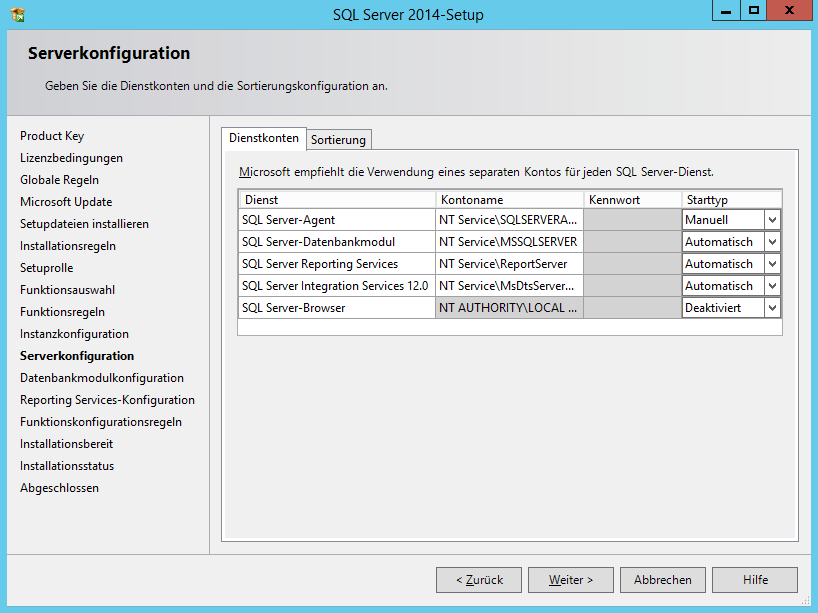 SQL Server 2014-Setup
Serverkonfiguration
Geben Sie die Dienstkonten und die Sortierungskonfiguration an.
Product Key
Lizenzbedingungen
Globale Regeln
Microsoft Update
Setupdateien installieren
Installationsregeln
Setuprolle
Funktionsauswahl
Funktionsregeln
Instanzkonfiguration
Serverkonfiguration
Datenbankmodulkonfiguration
Reporting Services-Konfiguration
Funktionskonfigurationsregeln
Installationsbereit
Installationsstatus
Abgeschlossen
Dienstkonten Sortierung
Microsoft empfiehlt die Verwendung eines separaten Kontos für jeden SQL Server-Dienst.
Dienst Kontoname Kennwort Starttyp
SQL Server-Agent NT Service\SQLSERVERA... Manuell
SQL Server-Datenbankmodul NT Service\MSSQLSERVER Automatisch
SQL Server Reporting Services NT Service\ReportServer Automatisch
SQL Server Integration Services 12.0 NT Service\MsDtsServer... Automatisch
SQL Server-Browser NT AUTHORITY\LOCAL ... Deaktiviert
< Zurück Weiter > Abbrechen Hilfe